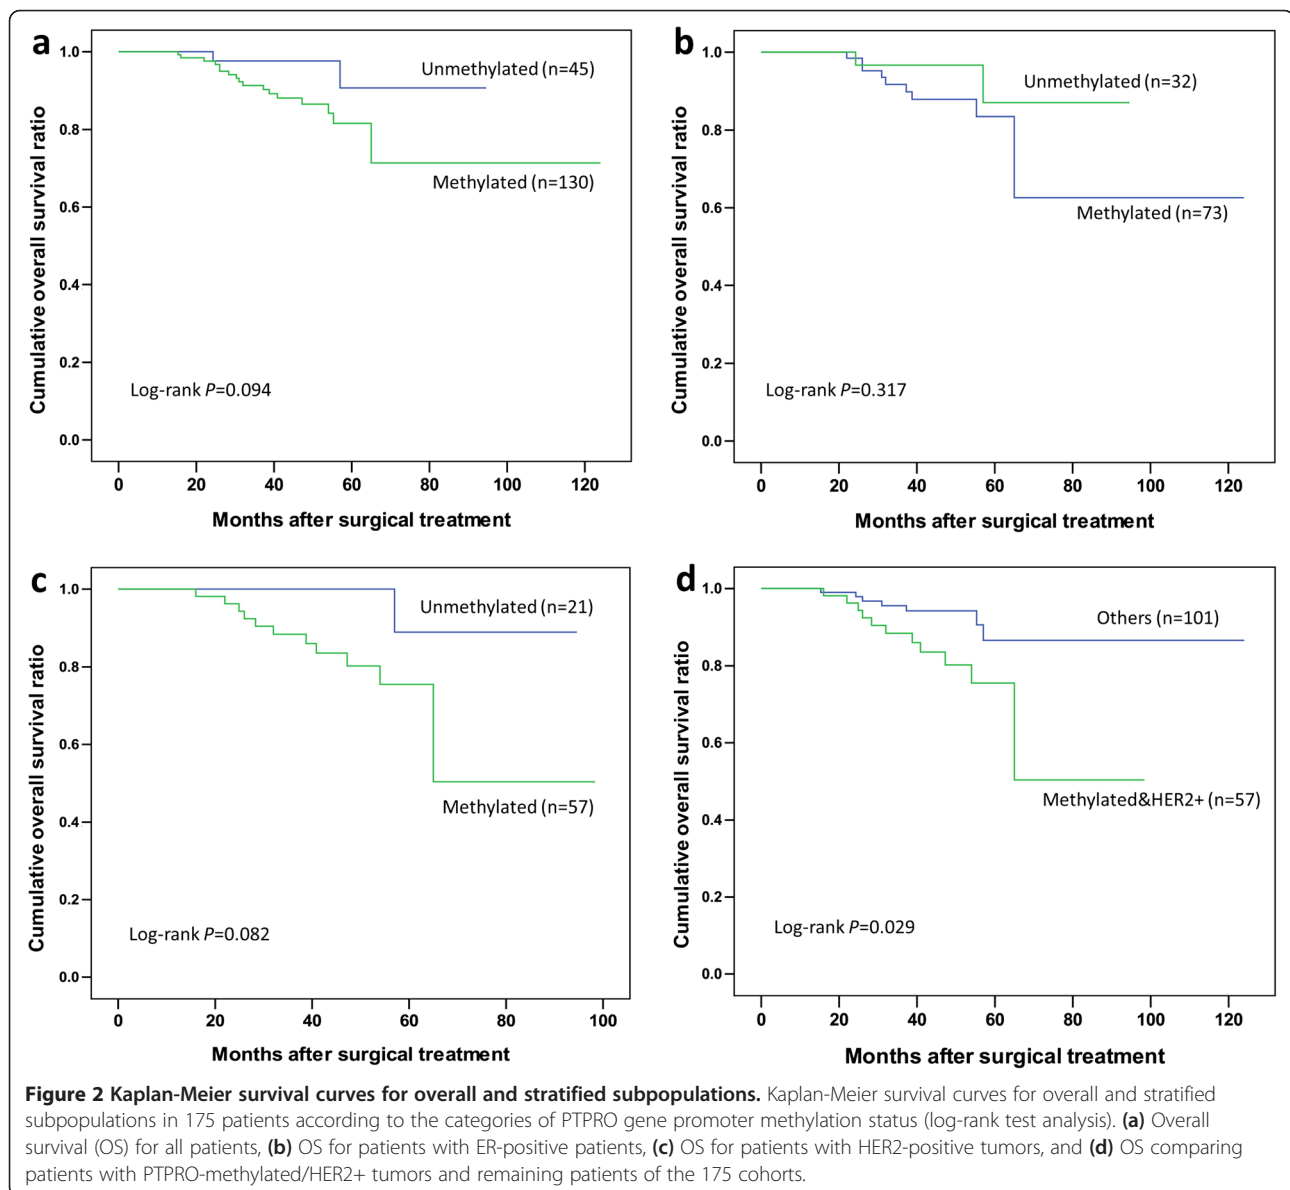 a
Cumulative overall survival ratio
1.0
0.8
0.6
0.4
0.2
0.0
Unmethylated (n=45)
Methylated (n=130)
Log-rank P=0.094
0 20 40 60 80 100 120
Months after surgical treatment
b
Cumulative overall survival ratio
1.0
0.8
0.6
0.4
0.2
0.0
Unmethylated (n=32)
Methylated (n=73)
Log-rank P=0.317
0 20 40 60 80 100 120
Months after surgical treatment
c
Cumulative overall survival ratio
1.0
0.8
0.6
0.4
0.2
0.0
Unmethylated (n=21)
Methylated (n=57)
Log-rank P=0.082
0 20 40 60 80 100
Months after surgical treatment
d
Cumulative overall survival ratio
1.0
0.8
0.6
0.4
0.2
0.0
Others (n=101)
Methylated&HER2+ (n=57)
Log-rank P=0.029
0 20 40 60 80 100 120
Months after surgical treatment
Figure 2 Kaplan-Meier survival curves for overall and stratified subpopulations. Kaplan-Meier survival curves for overall and stratified
subpopulations in 175 patients according to the categories of PTPRO gene promoter methylation status (log-rank test analysis). (a) Overall
survival (OS) for all patients, (b) OS for patients with ER-positive patients, (c) OS for patients with HER2-positive tumors, and (d) OS comparing
patients with PTPRO-methylated/HER2+ tumors and remaining patients of the 175 cohorts.